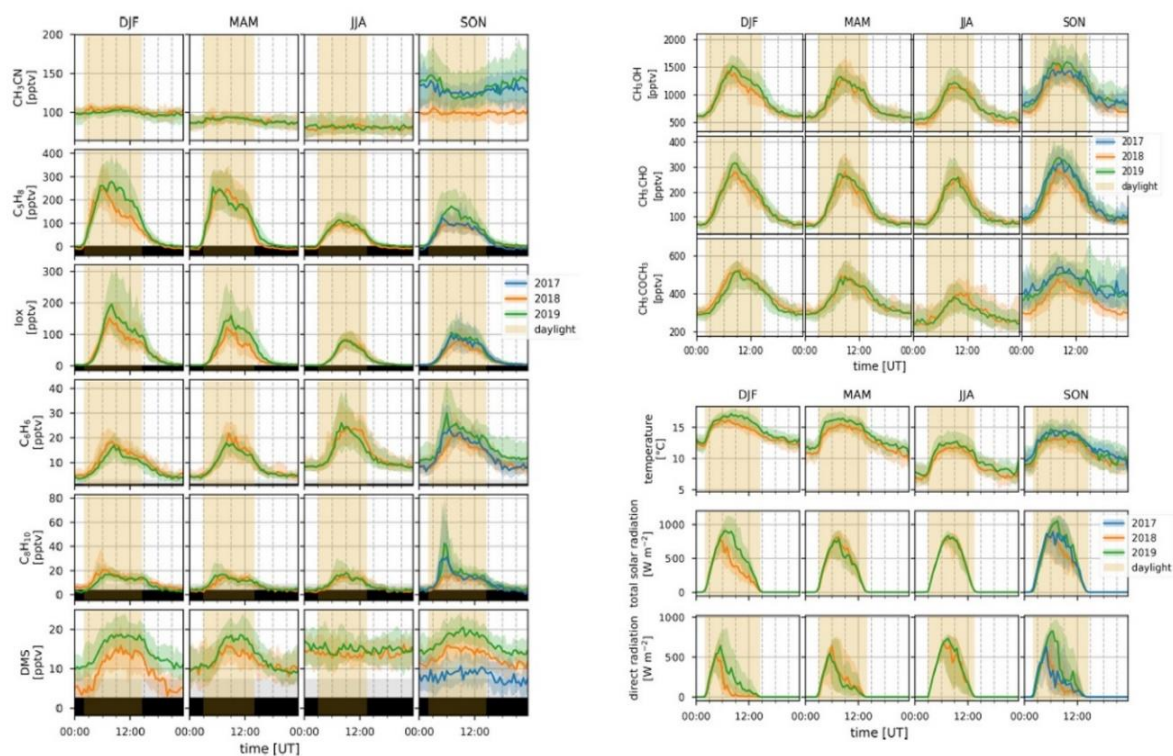 DJF MAM JJA SON
CH₃CN
[pptv]
200
150
100
C₅H₈
[pptv]
400
300
200
100
0
Iox
[pptv]
300
200
100
0
2017
2018
2019
daylight
C₆H₆
[pptv]
40
30
20
10
C₈H₁₀
[pptv]
80
60
40
20
0
DMS
[pptv]
20
10
0
00:00 12:00 00:00 12:00 00:00 12:00 00:00 12:00
time [UT]
DJF MAM JJA SON
CH₃OH
[pptv]
2000
1500
1000
500
CH₃CHO
[pptv]
400
300
200
100
2017
2018
2019
daylight
CH₃COCH₃
[pptv]
600
400
200
00:00 12:00 00:00 12:00 00:00 12:00 00:00 12:00
time [UT]
DJF MAM JJA SON
temperature
[°C]
15
10
5
total solar radiation
[W m⁻²]
1000
500
0
2017
2018
2019
daylight
direct radiation
[W m⁻²]
1000
500
0
00:00 12:00 00:00 12:00 00:00 12:00 00:00 12:00
time [UT]